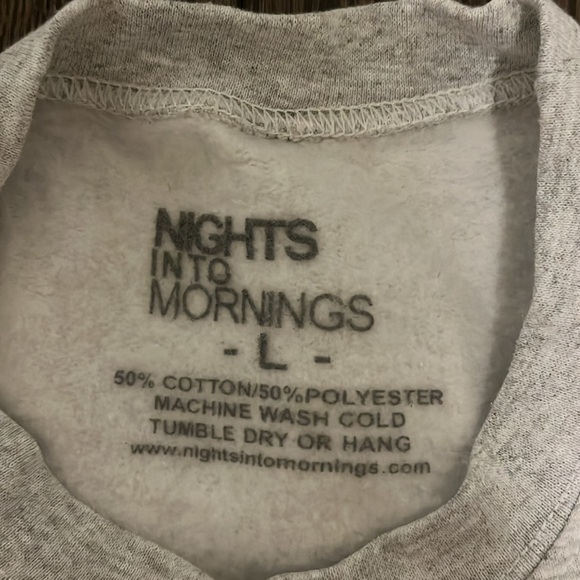 NIGHTS
INTO
MORNINGS
- L -
50% COTTON/50%POLYESTER
MACHINE WASH COLD
TUMBLE DRY OR HANG
www.nightsintomornings.com